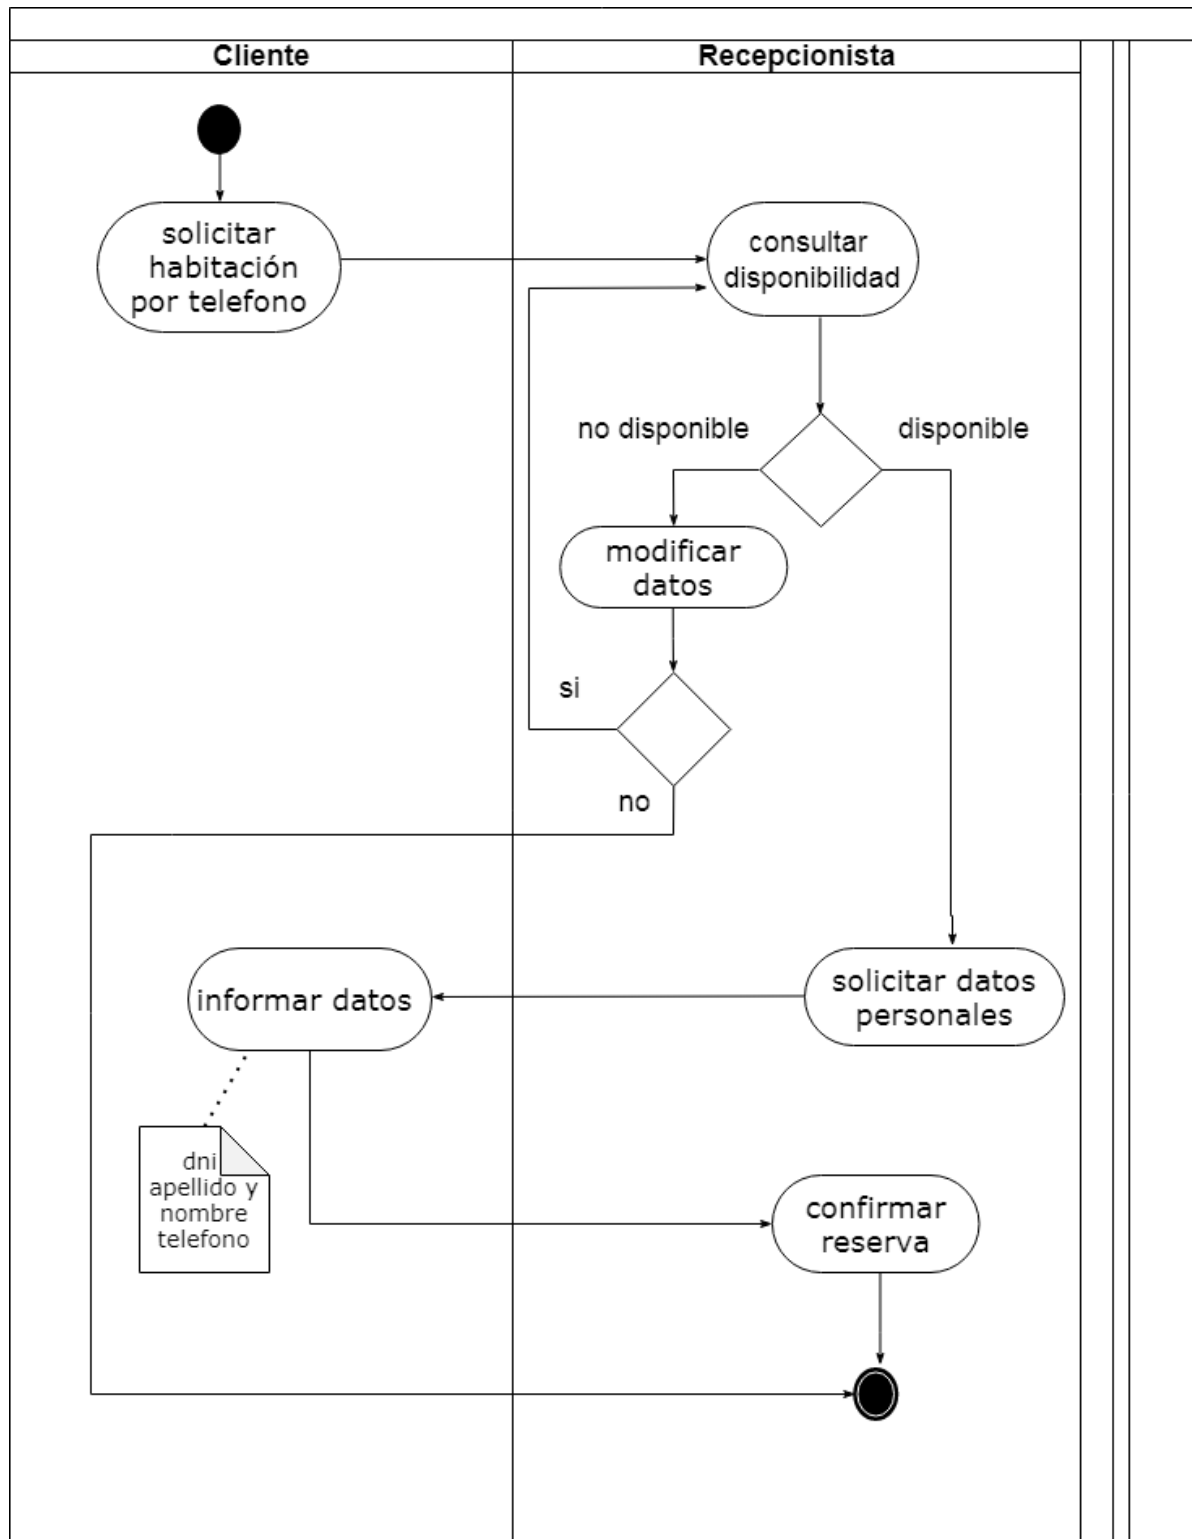 Cliente
Recepcionista
solicitar
habitación
por telefono
consultar
disponibilidad
no disponible
disponible
modificar
datos
si
no
informar datos
solicitar datos
personales
dni
apellido y
nombre
telefono
confirmar
reserva